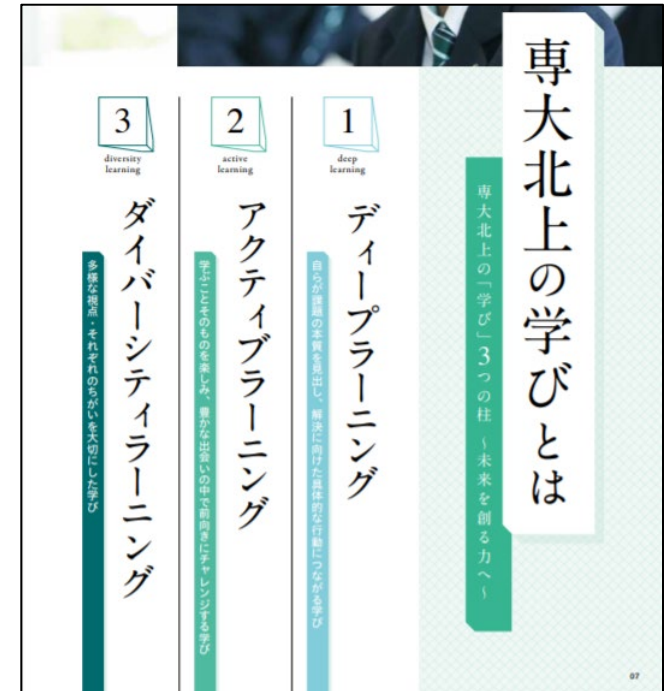 専大北上の学びとは
専大北上の「学び」3つの柱 ～未来を創る力へ～
1
deep
learning
ディープラーニング
自らが課題の本質を見出し、解決に向けた具体的な行動につながる学び
2
active
learning
アクティブラーニング
学ぶことそのものを楽しみ、豊かな出会いの中で前向きにチャレンジする学び
3
diversity
learning
ダイバーシティラーニング
多様な視点・それぞれのちがいを大切にした学び
07